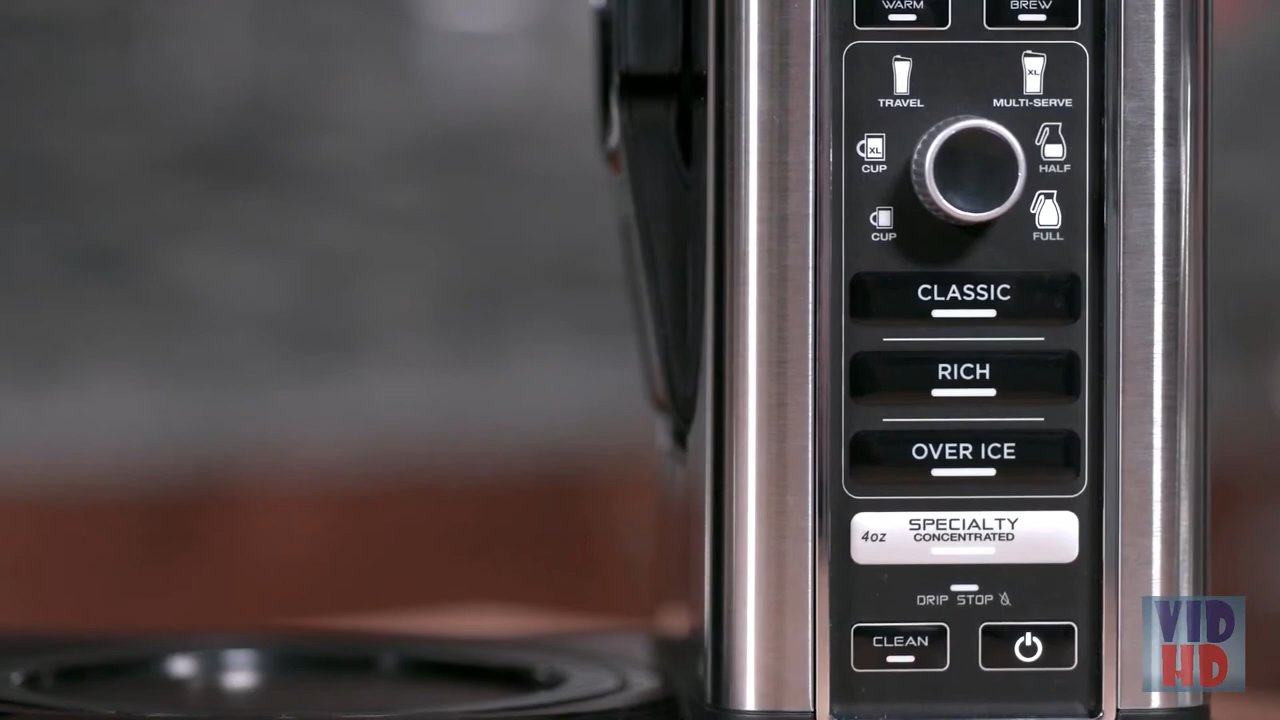 WARM BREW
TRAVEL MULTI-SERVE
XL
XL
CUP HALF
CUP FULL
CLASSIC
RICH
OVER ICE
4oz SPECIALTY
CONCENTRATED
DRIP STOP
CLEAN
VID
HD